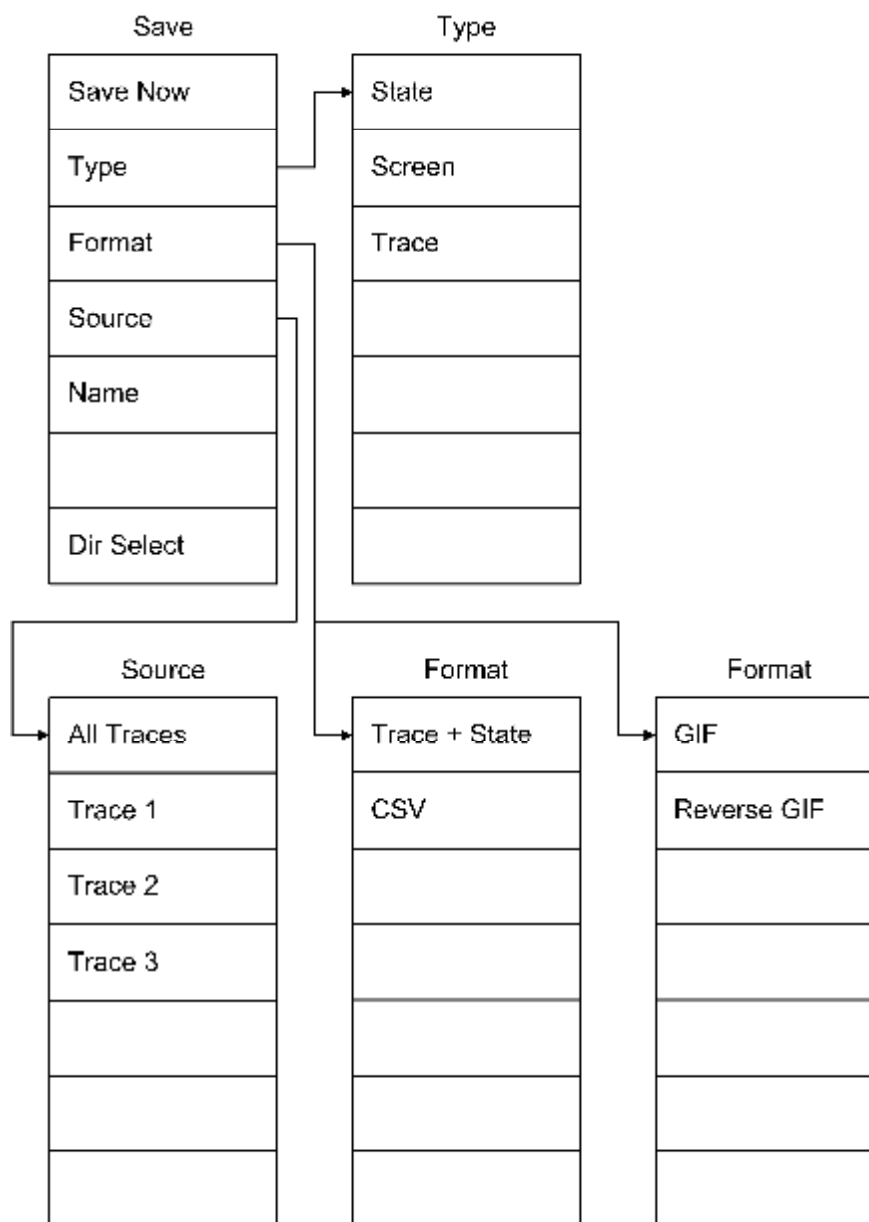 Save
Save Now
Type
Format
Source
Name
Dir Select
Type
State
Screen
Trace
Source
All Traces
Trace 1
Trace 2
Trace 3
Format
Trace + State
CSV
Format
GIF
Reverse GIF